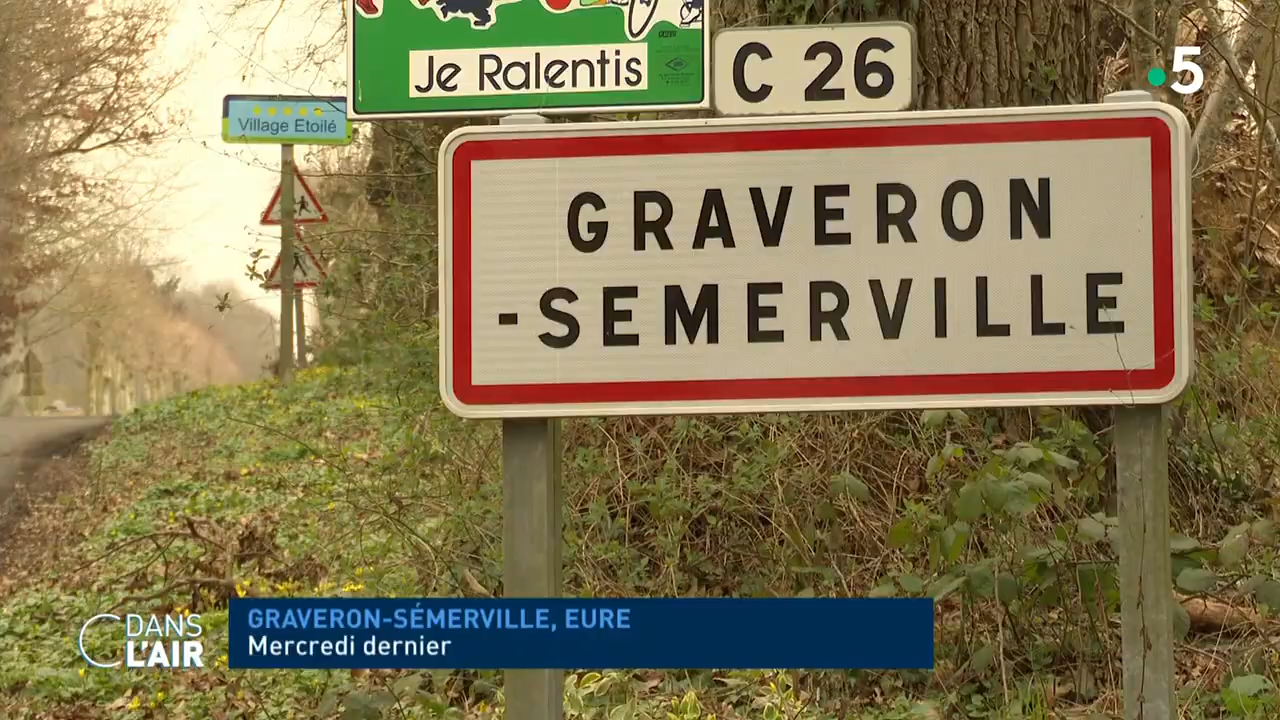 Je Ralentis
C 26
5
Village Etoilé
GRAVERON
-SEMERVILLE
GRAVERON-SÉMERVILLE, EURE
Mercredi dernier
C DANS
L'AIR